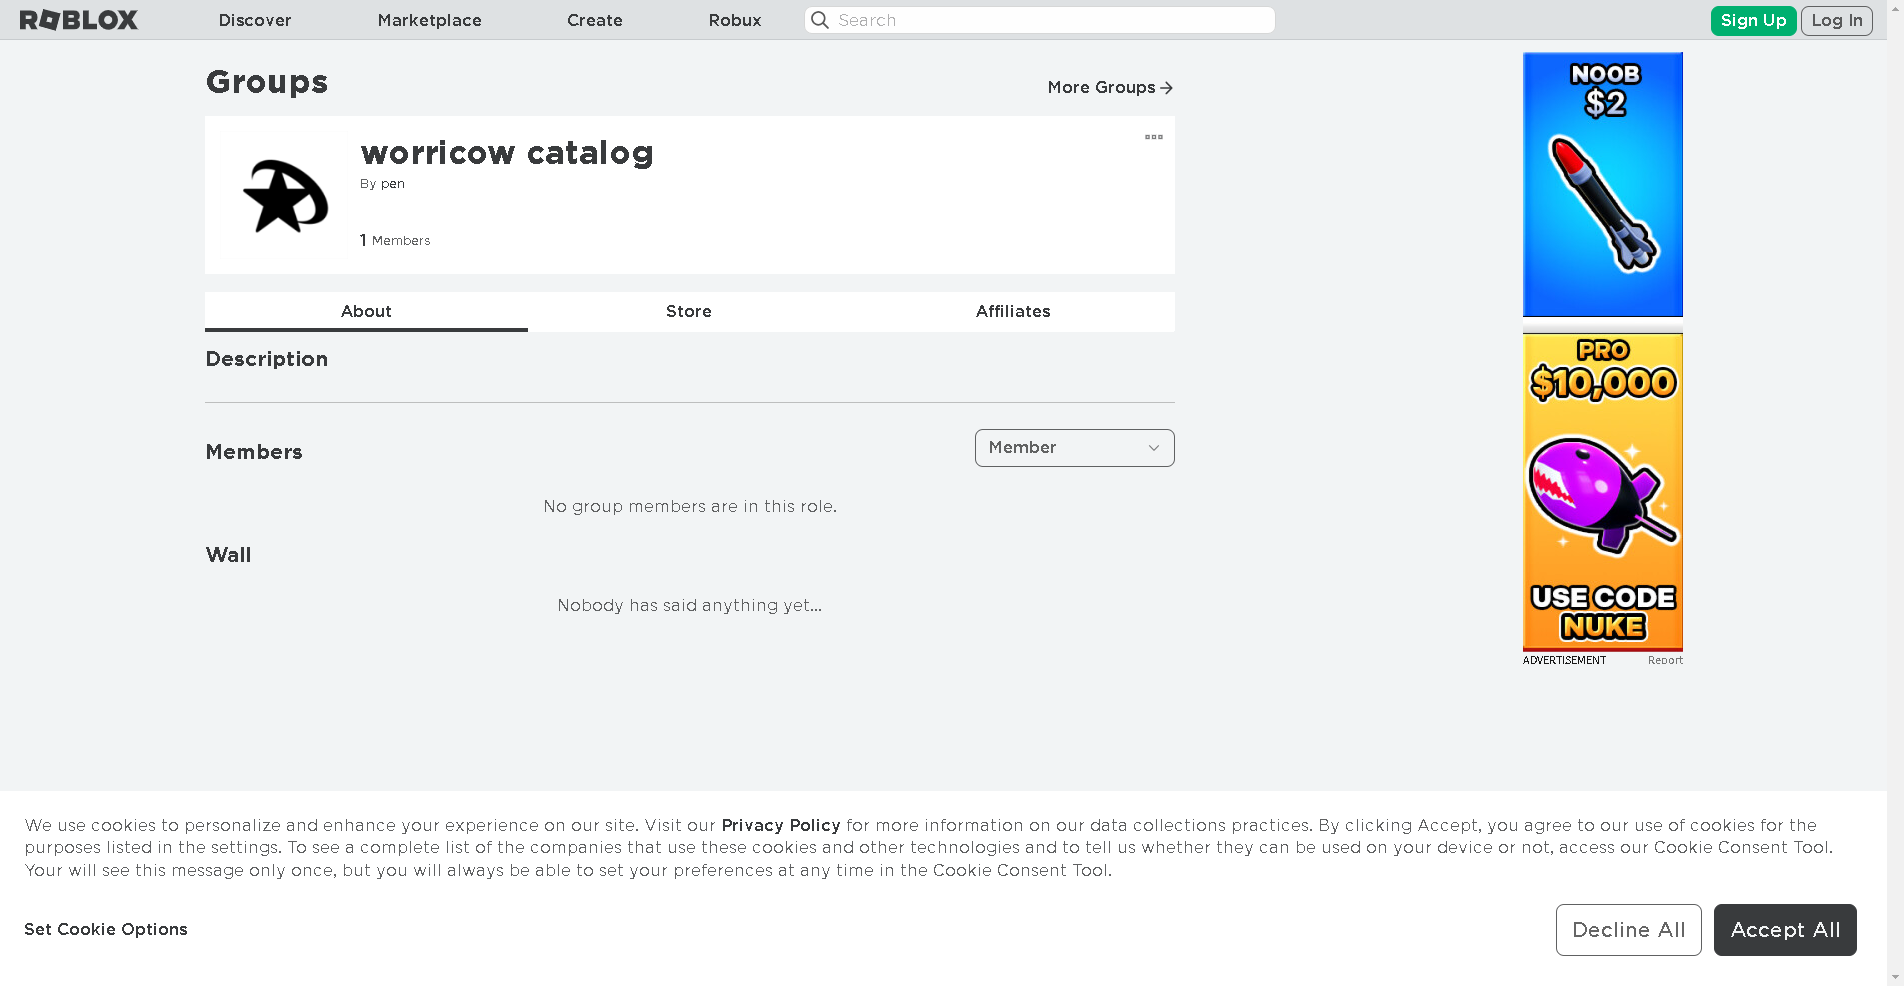 ROBLOX
Discover
Marketplace
Create
Robux
Search
Sign Up
Log In
Groups
More Groups
worricow catalog
By pen
1 Members
About
Store
Affiliates
Description
Members
Member
No group members are in this role.
Wall
Nobody has said anything yet...
NOOB
$2
PRO
$10,000
USE CODE
NUKE
ADVERTISEMENT
Report
We use cookies to personalize and enhance your experience on our site. Visit our Privacy Policy for more information on our data collections practices. By clicking Accept, you agree to our use of cookies for the
purposes listed in the settings. To see a complete list of the companies that use these cookies and other technologies and to tell us whether they can be used on your device or not, access our Cookie Consent Tool.
Your will see this message only once, but you will always be able to set your preferences at any time in the Cookie Consent Tool.
Set Cookie Options
Decline All
Accept All